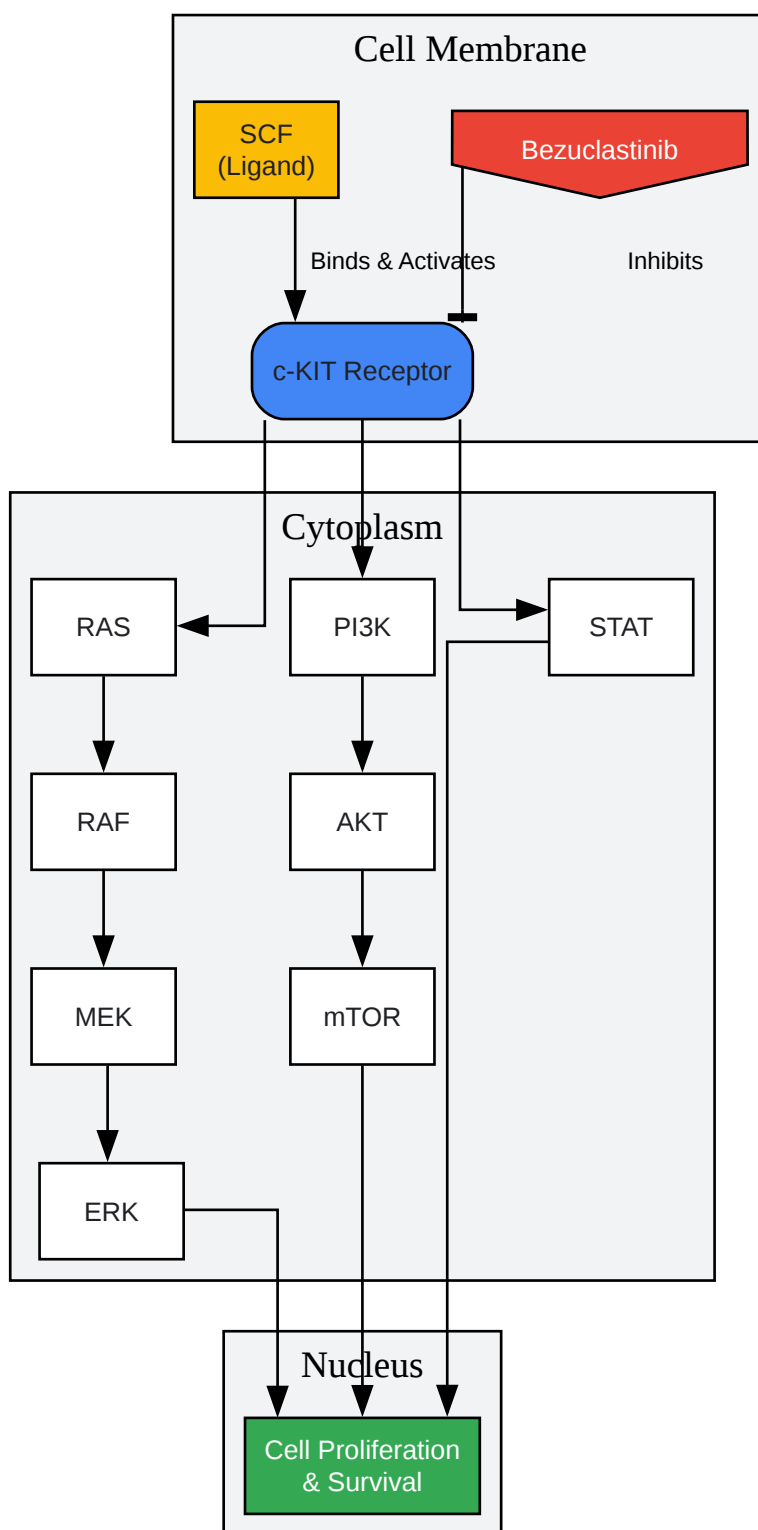 Cell Membrane
SCF
(Ligand)
Bezuclastinib
Binds & Activates
Inhibits
c-KIT Receptor
Cytoplasm
RAS
PI3K
STAT
RAF
AKT
MEK
mTOR
ERK
Nucleus
Cell Proliferation
& Survival